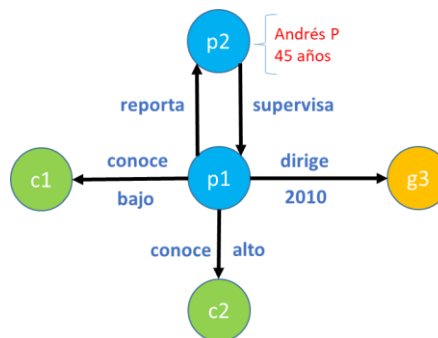 p2
Andrés P
45 años
reporta
supervisa
conoce
dirige
c1
p1
g3
bajo
2010
conoce alto
c2